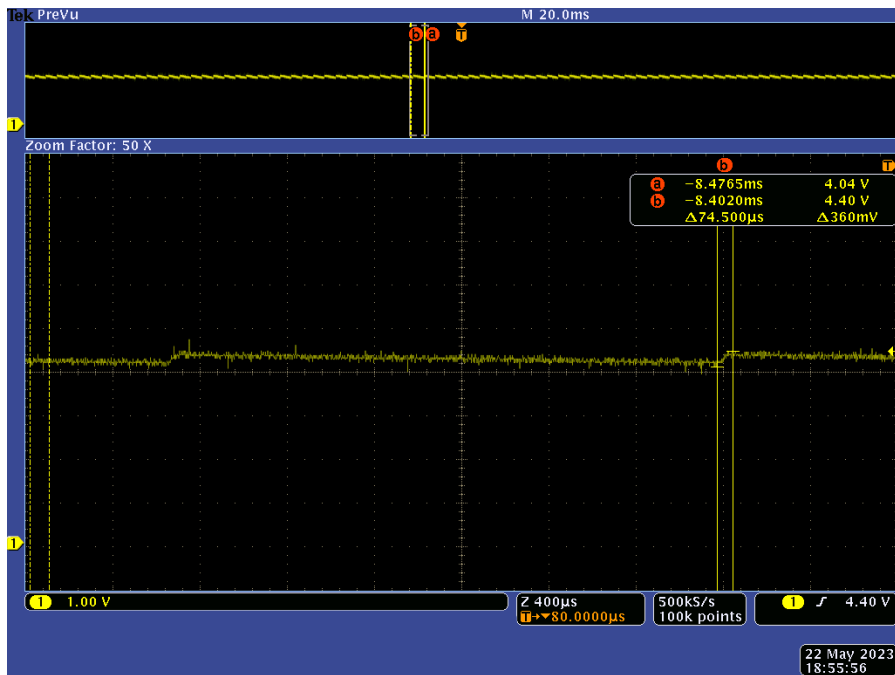 Tek PreVu M 20.0ms
b a T
1
Zoom Factor: 50 X
b T
a −8.4765ms 4.04 V
b −8.4020ms 4.40 V
Δ74.500μs Δ360mV
1
1 1.00 V Z 400μs 500kS/s 1 4.40 V
T→▼80.0000μs 100k points
22 May 2023
18:55:56